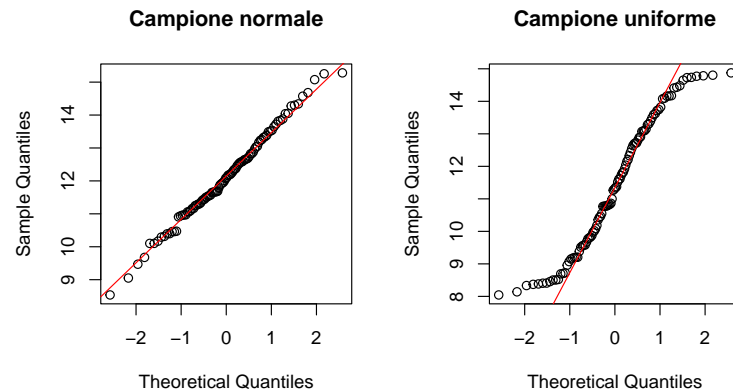 Campione normale
Sample Quantiles
14
12
10
9
−2 −1 0 1 2
Theoretical Quantiles
Campione uniforme
Sample Quantiles
14
12
10
8
−2 −1 0 1 2
Theoretical Quantiles